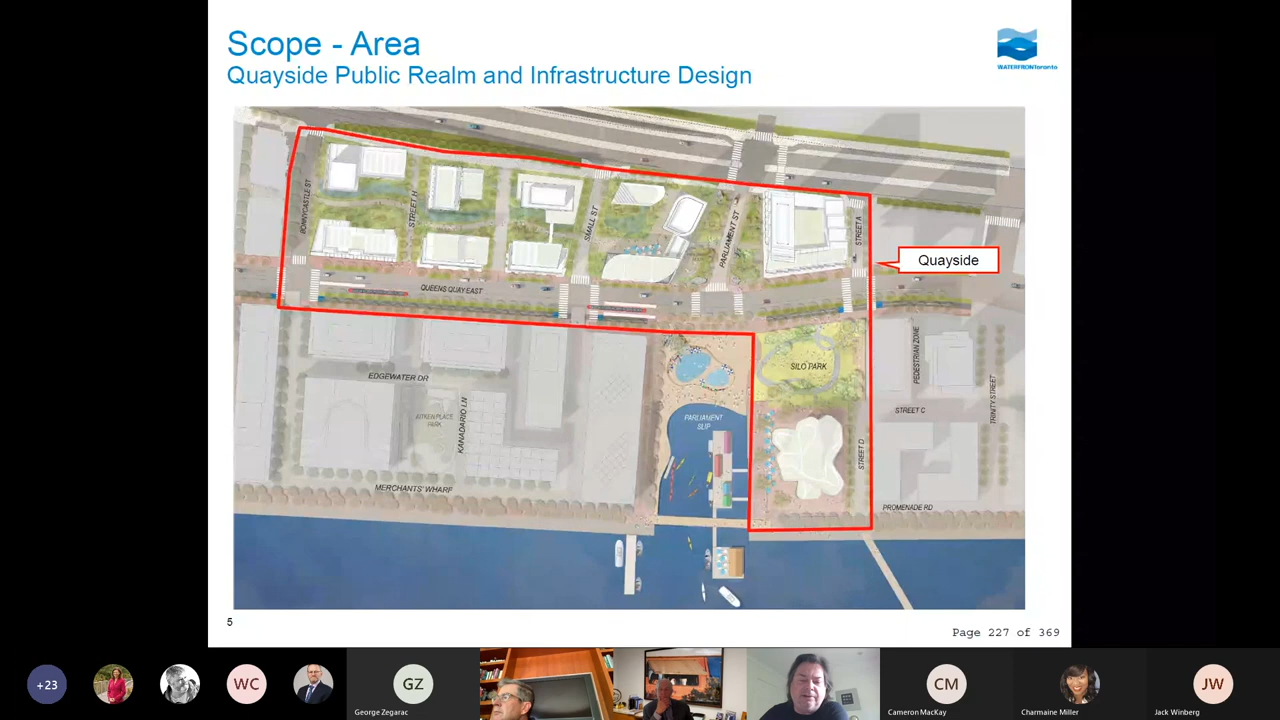 Scope - Area
Quayside Public Realm and Infrastructure Design
WATERFRONToronto
BONNYCASTLE ST
STREET H
SMALL ST
PARLIAMENT ST
STREET A
Quayside
QUEENS QUAY EAST
SILO PARK
PEDESTRIAN ZONE
EDGEWATER DR
TRINITY STREET
STREET C
AITKEN PLACE
PARK
KANADARIO LN
PARLIAMENT
SLIP
STREET D
MERCHANTS' WHARF
PROMENADE RD
5
Page 227 of 369
+23
WC
GZ
George Zegarac
CM
Cameron MacKay
Charmaine Miller
JW
Jack Winberg